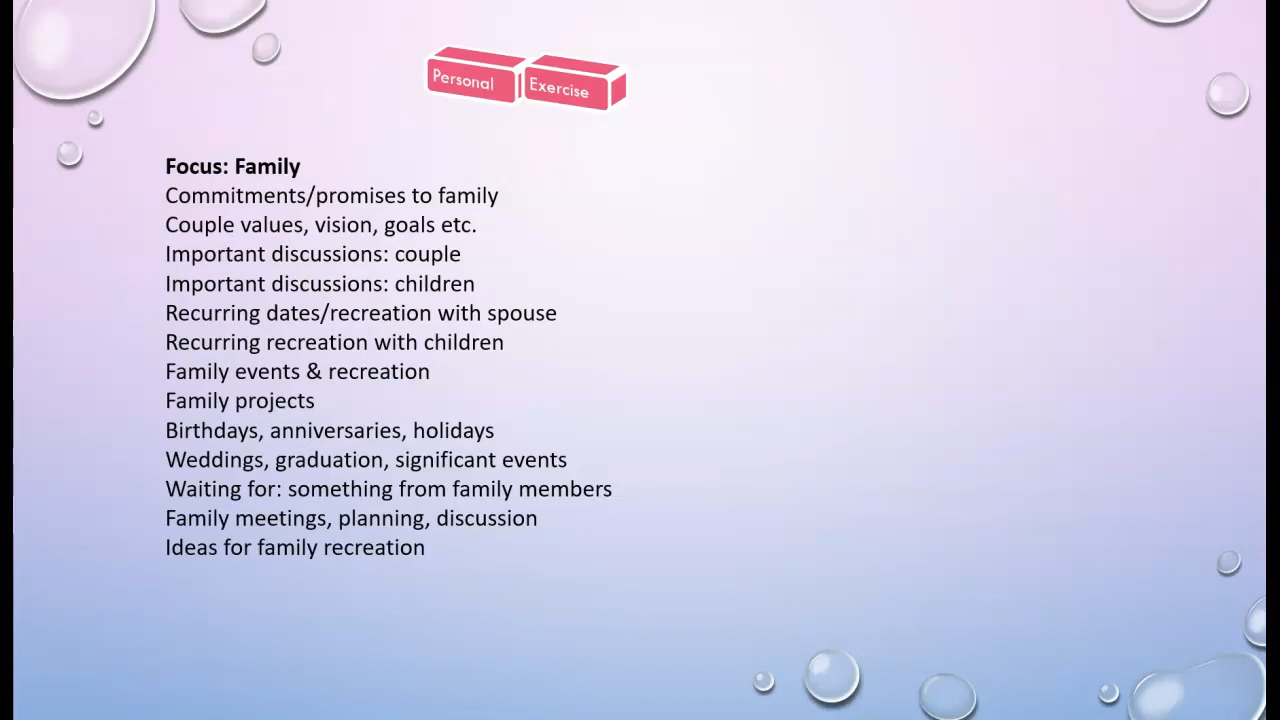 Personal Exercise
Focus: Family
Commitments/promises to family
Couple values, vision, goals etc.
Important discussions: couple
Important discussions: children
Recurring dates/recreation with spouse
Recurring recreation with children
Family events & recreation
Family projects
Birthdays, anniversaries, holidays
Weddings, graduation, significant events
Waiting for: something from family members
Family meetings, planning, discussion
Ideas for family recreation